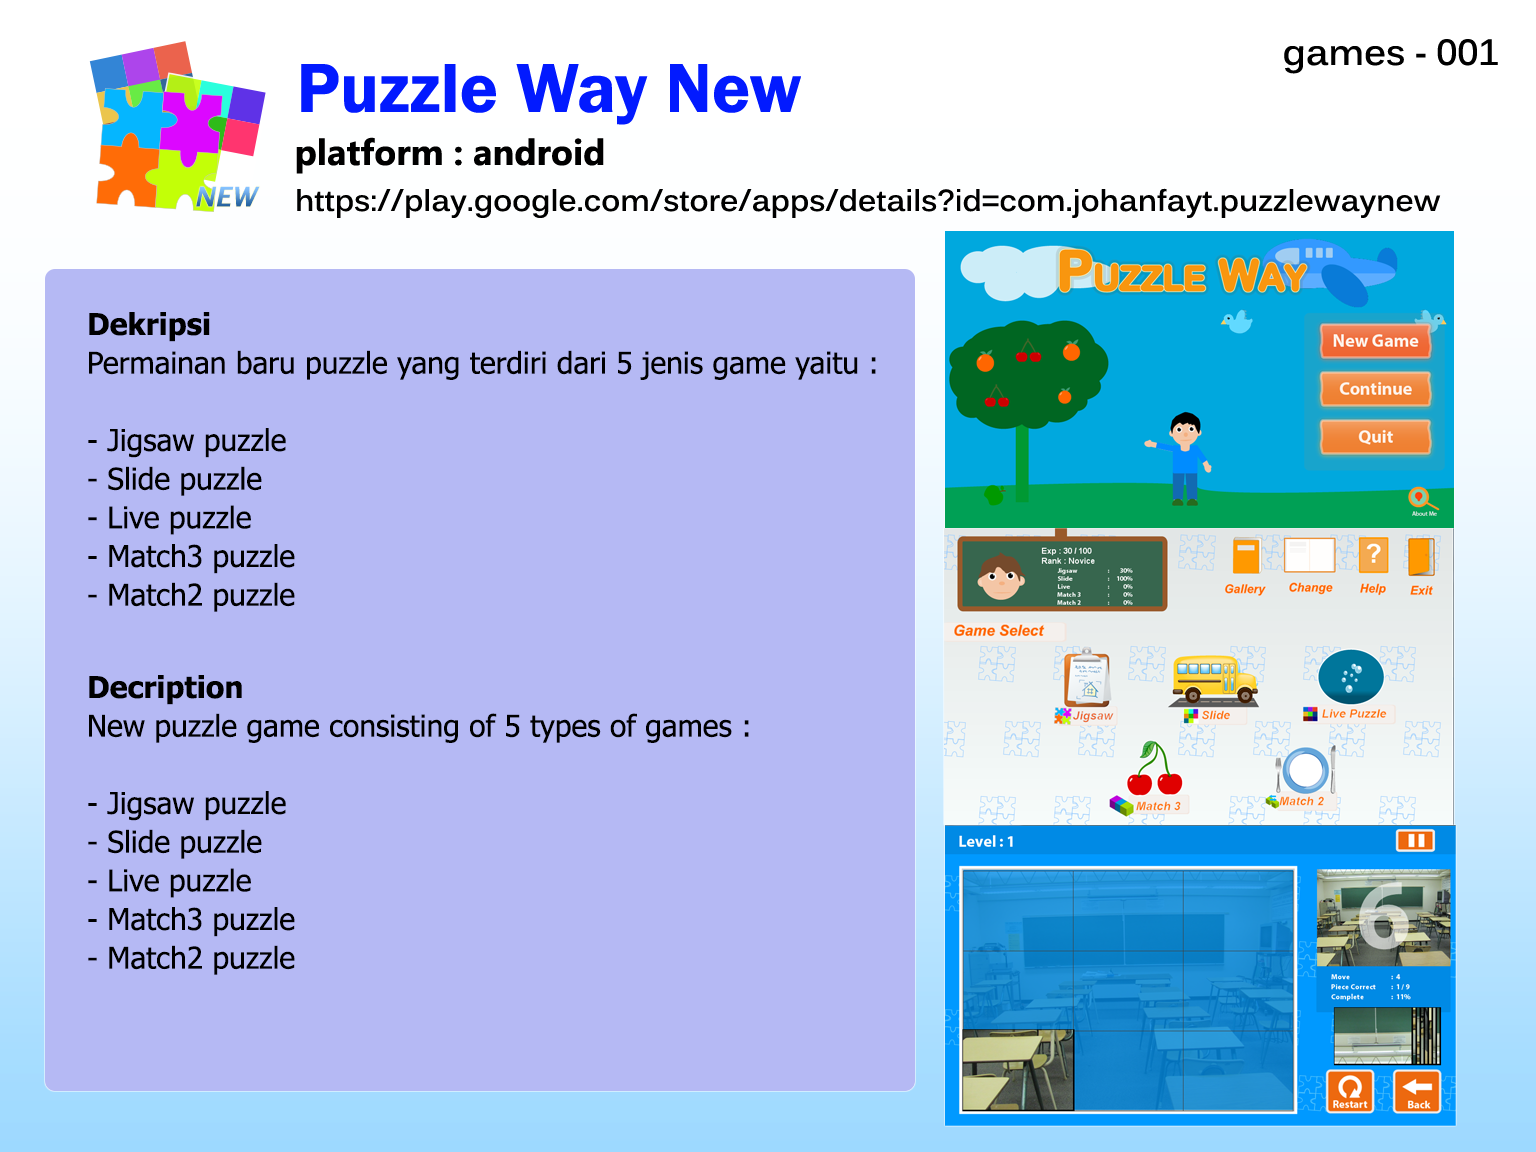 games - 001
NEW
Puzzle Way New
platform : android
https://play.google.com/store/apps/details?id=com.johanfayt.puzzlewaynew
Dekripsi
Permainan baru puzzle yang terdiri dari 5 jenis game yaitu :
- Jigsaw puzzle
- Slide puzzle
- Live puzzle
- Match3 puzzle
- Match2 puzzle
Decription
New puzzle game consisting of 5 types of games :
- Jigsaw puzzle
- Slide puzzle
- Live puzzle
- Match3 puzzle
- Match2 puzzle
PUZZLE WAY
New Game
Continue
Quit
About Me
Exp : 30 / 100
Rank : Novice
Jigsaw : 30%
Slide : 100%
Live : 0%
Match 3 : 0%
Match 2 : 0%
Gallery Change Help Exit
?
Game Select
Jigsaw Slide Live Puzzle
Match 3 Match 2
Level : 1
6
Move : 4
Piece Correct : 1 / 9
Complete : 11%
Restart Back